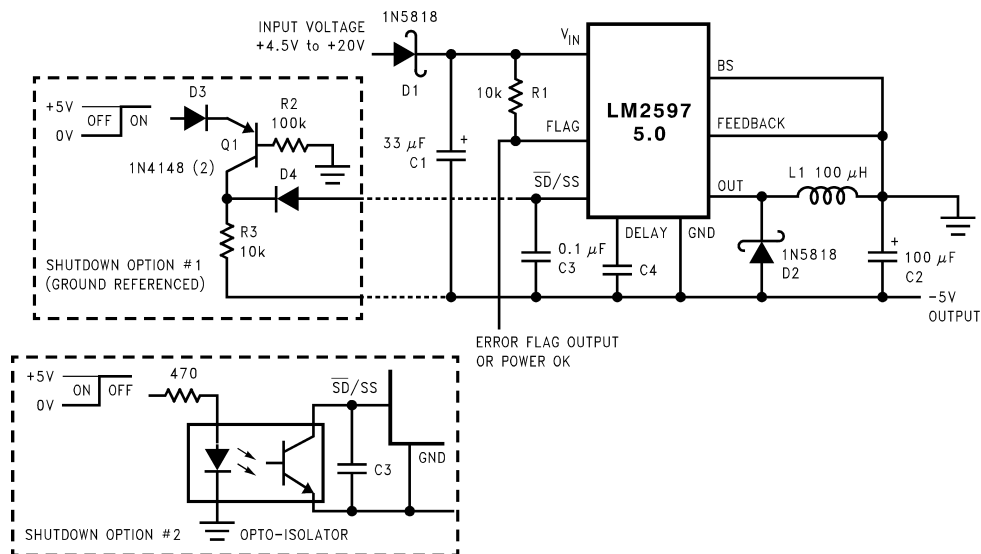 1N5818
INPUT VOLTAGE
+4.5V to +20V
D1
VIN
10k
R1
33 μF
+
C1
FLAG
SD/SS
LM2597
5.0
BS
FEEDBACK
OUT
L1 100 μH
DELAY
GND
0.1 μF
C3
C4
1N5818
D2
+
100 μF
C2
-5V
OUTPUT
ERROR FLAG OUTPUT
OR POWER OK
D3
+5V
OFF
ON
0V
R2
100k
Q1
1N4148 (2)
D4
R3
10k
SHUTDOWN OPTION #1
(GROUND REFERENCED)
+5V
ON
OFF
0V
470
SD/SS
GND
C3
SHUTDOWN OPTION #2
OPTO-ISOLATOR